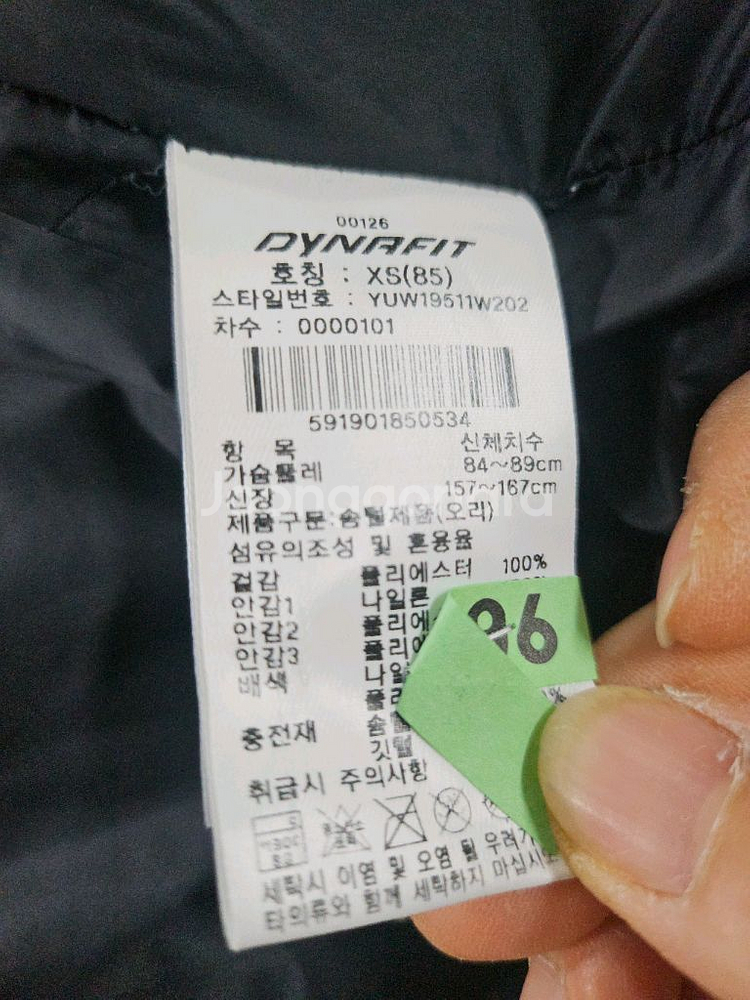 00126
DYNAFIT
호칭 : XS(85)
스타일번호 : YUW19511W202
차수 : 0000101
591901850534
항 목 신체치수
가슴둘레 84~89cm
신장 157~167cm
제품구분:솜털제품(오리)
섬유의조성 및 혼용율
겉감 폴리에스터 100%
안감1 나일론
안감2
안감3
배색
충전재
깃털
취급시 주의사항
세탁시 이염 및 오염 될 우려가
타의류와 함께 세탁하지 마십시오
96
Joonggonara